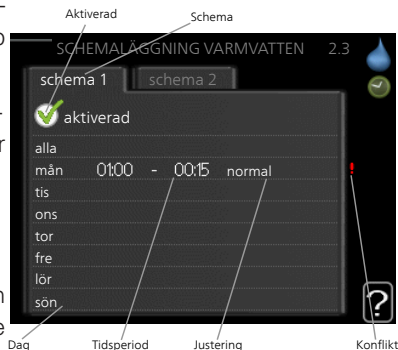 Aktiverad
Schema
SCHEMALÄGGNING VARMVATTEN 2.3
schema 1 schema 2
aktiverad
alla
mån 01:00 - 00:15 normal !
tis
ons
tor
fre
lör
sön
?
Dag Tidsperiod Justering Konflikt